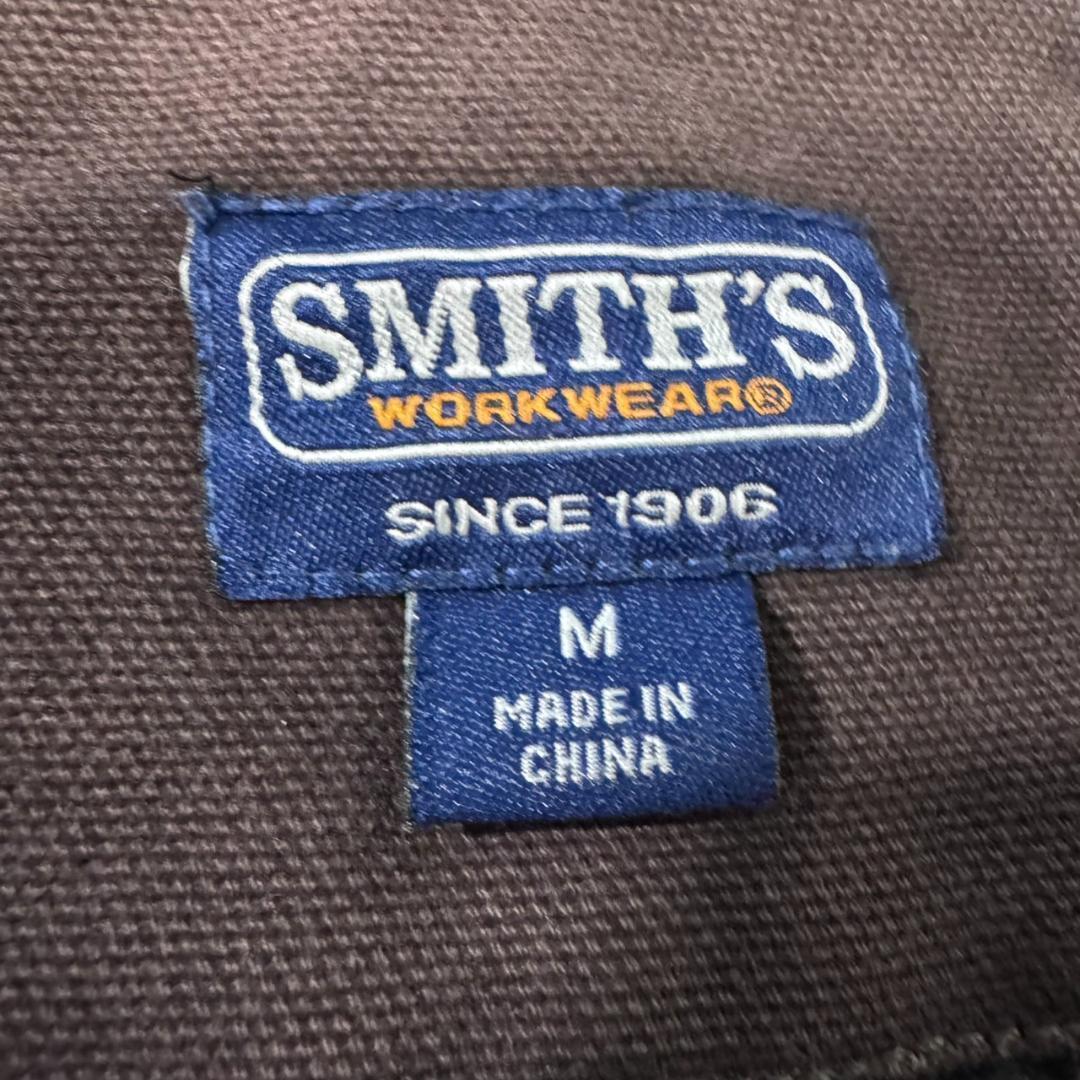 SMITH'S
WORKWEAR®
SINCE 1906
M
MADE IN
CHINA